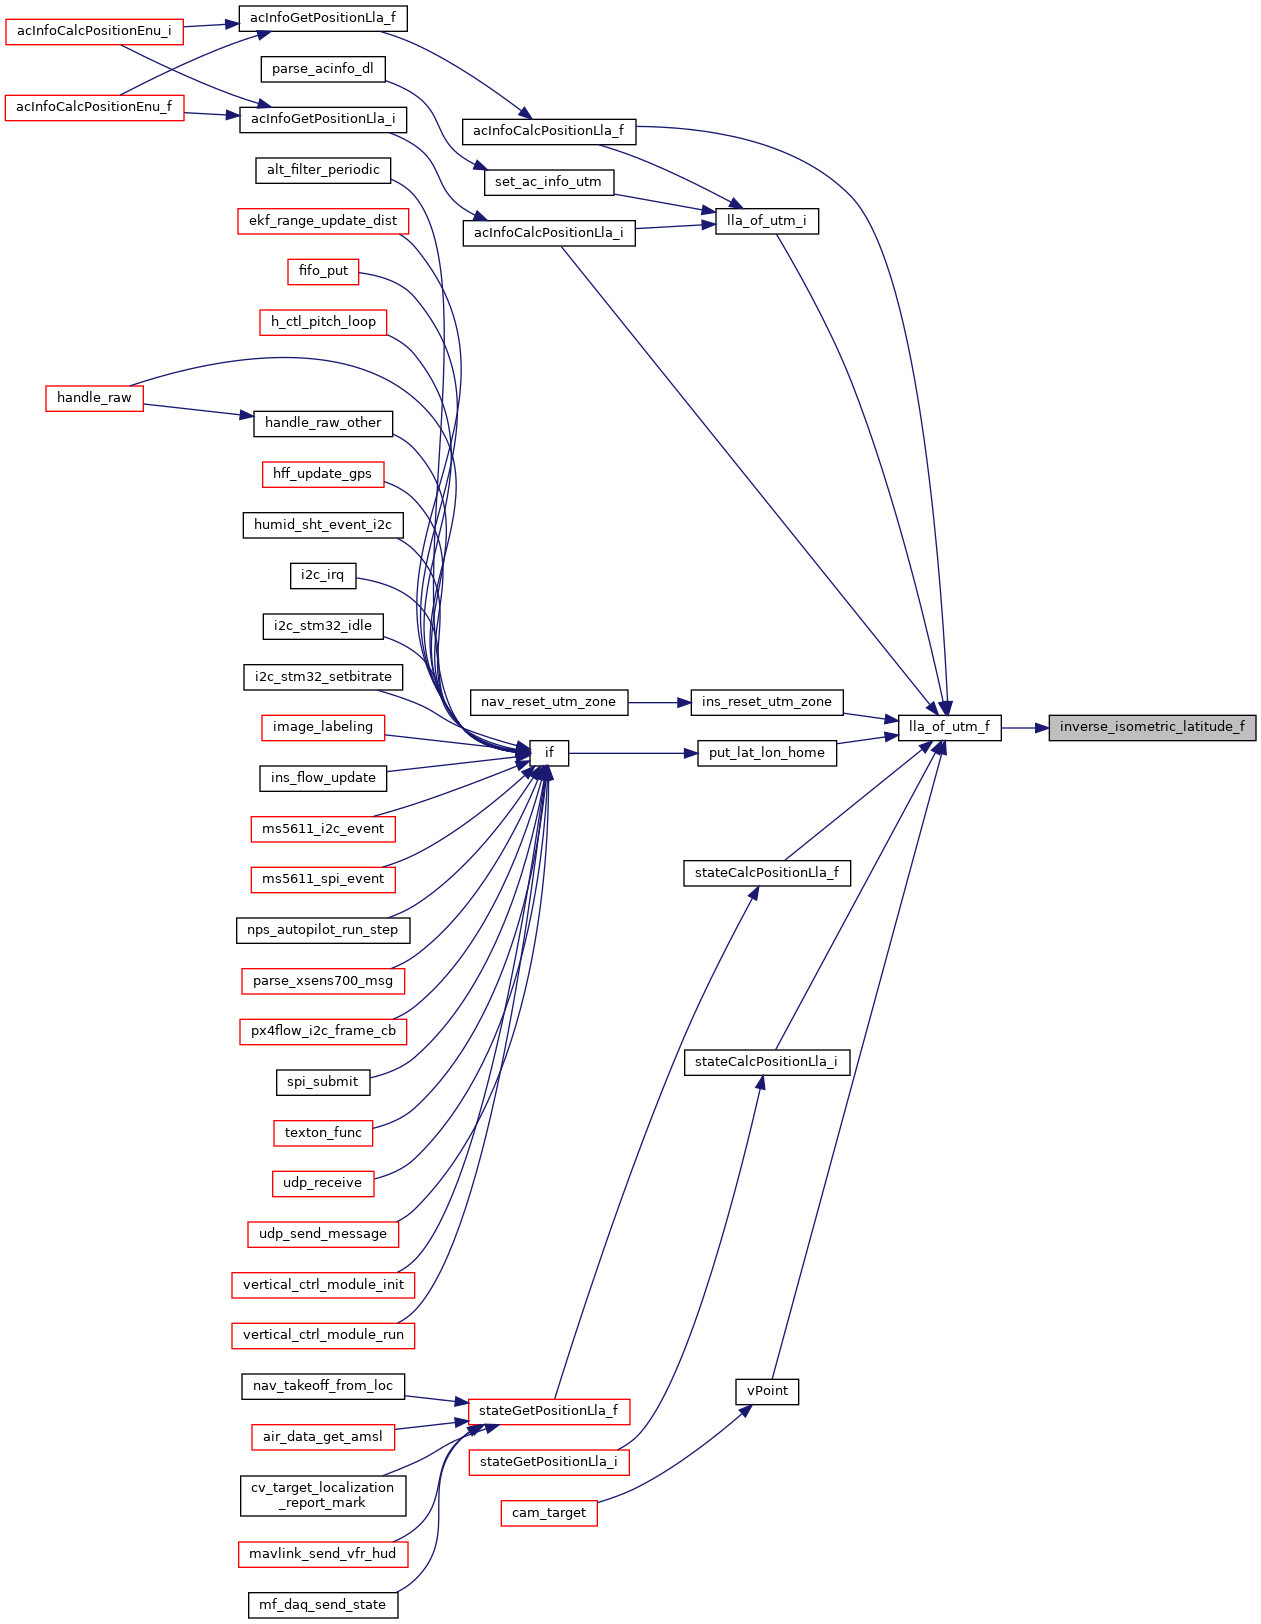 acInfoGetPositionLla_f
acInfoCalcPositionEnu_i
parse_acinfo_dl
acInfoCalcPositionEnu_f
acInfoGetPositionLla_i
acInfoCalcPositionLla_f
alt_filter_periodic
set_ac_info_utm
ekf_range_update_dist
lla_of_utm_i
acInfoCalcPositionLla_i
fifo_put
h_ctl_pitch_loop
handle_raw
handle_raw_other
hff_update_gps
humid_sht_event_i2c
i2c_irq
i2c_stm32_idle
i2c_stm32_setbitrate
nav_reset_utm_zone
ins_reset_utm_zone
image_labeling
lla_of_utm_f
inverse_isometric_latitude_f
if
put_lat_lon_home
ins_flow_update
ms5611_i2c_event
ms5611_spi_event
stateCalcPositionLla_f
nps_autopilot_run_step
parse_xsens700_msg
px4flow_i2c_frame_cb
stateCalcPositionLla_i
spi_submit
texton_func
udp_receive
udp_send_message
vertical_ctrl_module_init
vertical_ctrl_module_run
nav_takeoff_from_loc
vPoint
stateGetPositionLla_f
air_data_get_amsl
stateGetPositionLla_i
cv_target_localization
_report_mark
cam_target
mavlink_send_vfr_hud
mf_daq_send_state